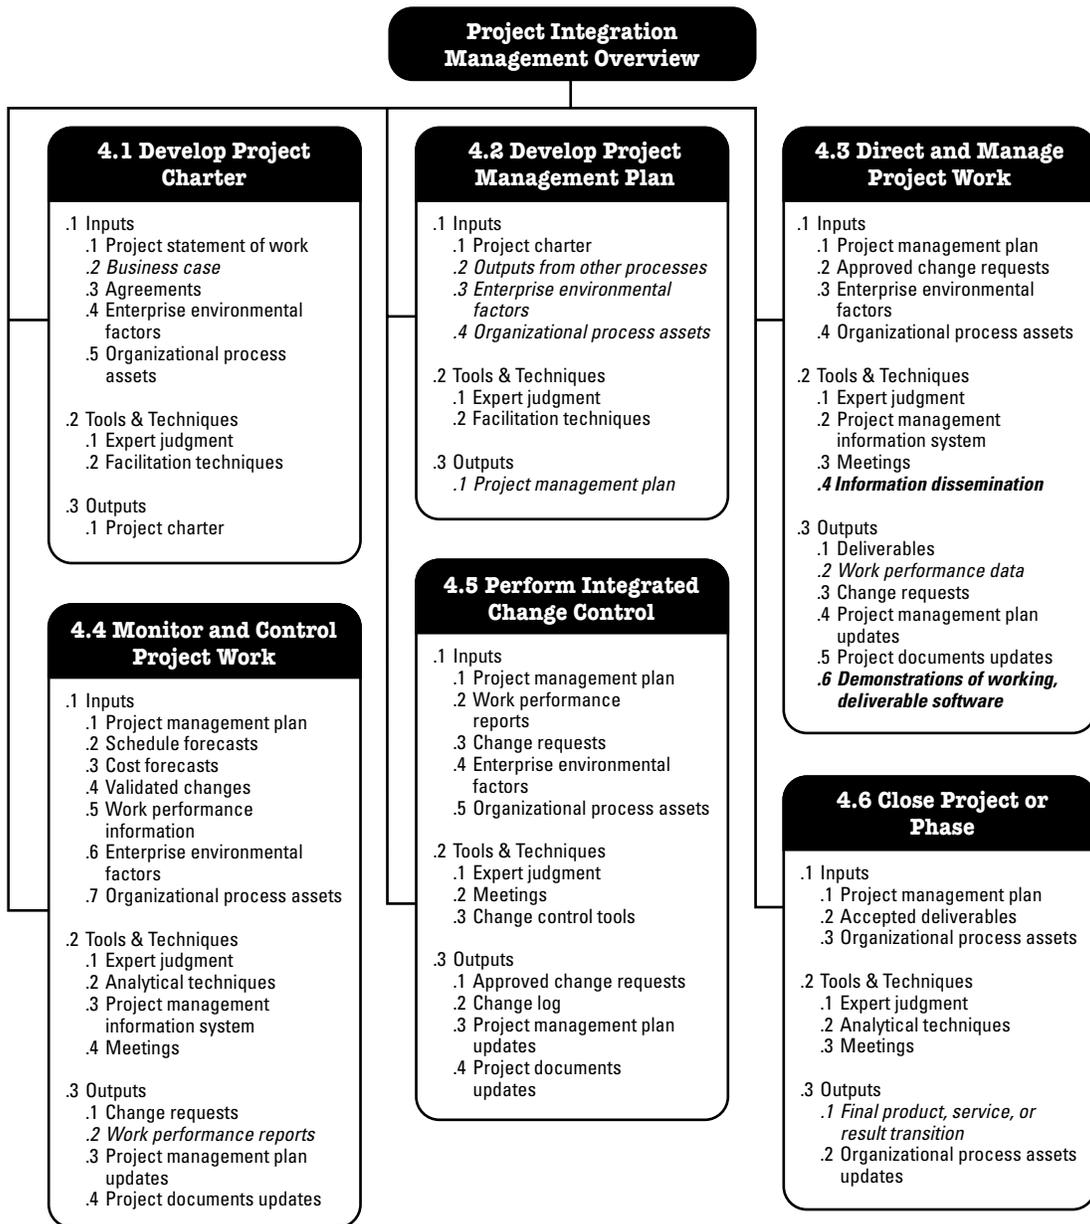 Project Integration
Management Overview
4.1 Develop Project
Charter
.1 Inputs
.1 Project statement of work
.2 Business case
.3 Agreements
.4 Enterprise environmental
factors
.5 Organizational process
assets
.2 Tools & Techniques
.1 Expert judgment
.2 Facilitation techniques
.3 Outputs
.1 Project charter
4.2 Develop Project
Management Plan
.1 Inputs
.1 Project charter
.2 Outputs from other processes
.3 Enterprise environmental
factors
.4 Organizational process assets
.2 Tools & Techniques
.1 Expert judgment
.2 Facilitation techniques
.3 Outputs
.1 Project management plan
4.3 Direct and Manage
Project Work
.1 Inputs
.1 Project management plan
.2 Approved change requests
.3 Enterprise environmental
factors
.4 Organizational process assets
.2 Tools & Techniques
.1 Expert judgment
.2 Project management
information system
.3 Meetings
.4 Information dissemination
.3 Outputs
.1 Deliverables
.2 Work performance data
.3 Change requests
.4 Project management plan
updates
.5 Project documents updates
.6 Demonstrations of working,
deliverable software
4.4 Monitor and Control
Project Work
.1 Inputs
.1 Project management plan
.2 Schedule forecasts
.3 Cost forecasts
.4 Validated changes
.5 Work performance
information
.6 Enterprise environmental
factors
.7 Organizational process assets
.2 Tools & Techniques
.1 Expert judgment
.2 Analytical techniques
.3 Project management
information system
.4 Meetings
.3 Outputs
.1 Change requests
.2 Work performance reports
.3 Project management plan
updates
.4 Project documents updates
4.5 Perform Integrated
Change Control
.1 Inputs
.1 Project management plan
.2 Work performance
reports
.3 Change requests
.4 Enterprise environmental
factors
.5 Organizational process assets
.2 Tools & Techniques
.1 Expert judgment
.2 Meetings
.3 Change control tools
.3 Outputs
.1 Approved change requests
.2 Change log
.3 Project management plan
updates
.4 Project documents
updates
4.6 Close Project or
Phase
.1 Inputs
.1 Project management plan
.2 Accepted deliverables
.3 Organizational process assets
.2 Tools & Techniques
.1 Expert judgment
.2 Analytical techniques
.3 Meetings
.3 Outputs
.1 Final product, service, or
result transition
.2 Organizational process assets
updates